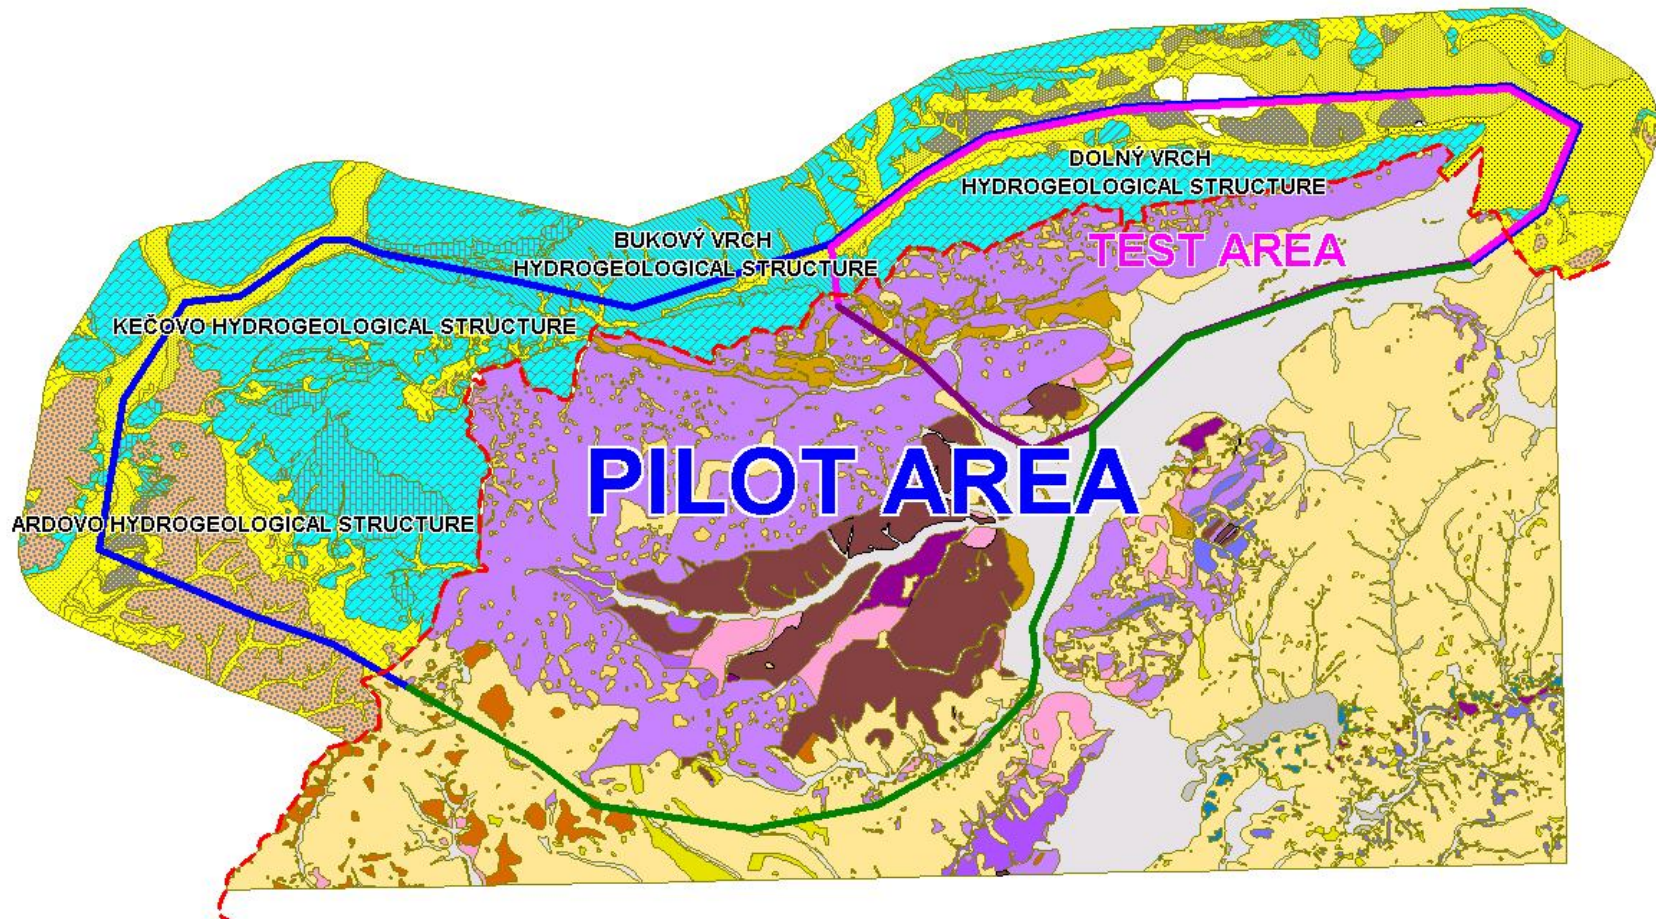 DOLNÝ VRCH
HYDROGEOLOGICAL STRUCTURE
BUKOVÝ VRCH
HYDROGEOLOGICAL STRUCTURE
TEST AREA
KEČOVO HYDROGEOLOGICAL STRUCTURE
PILOT AREA
ARDOVO HYDROGEOLOGICAL STRUCTURE